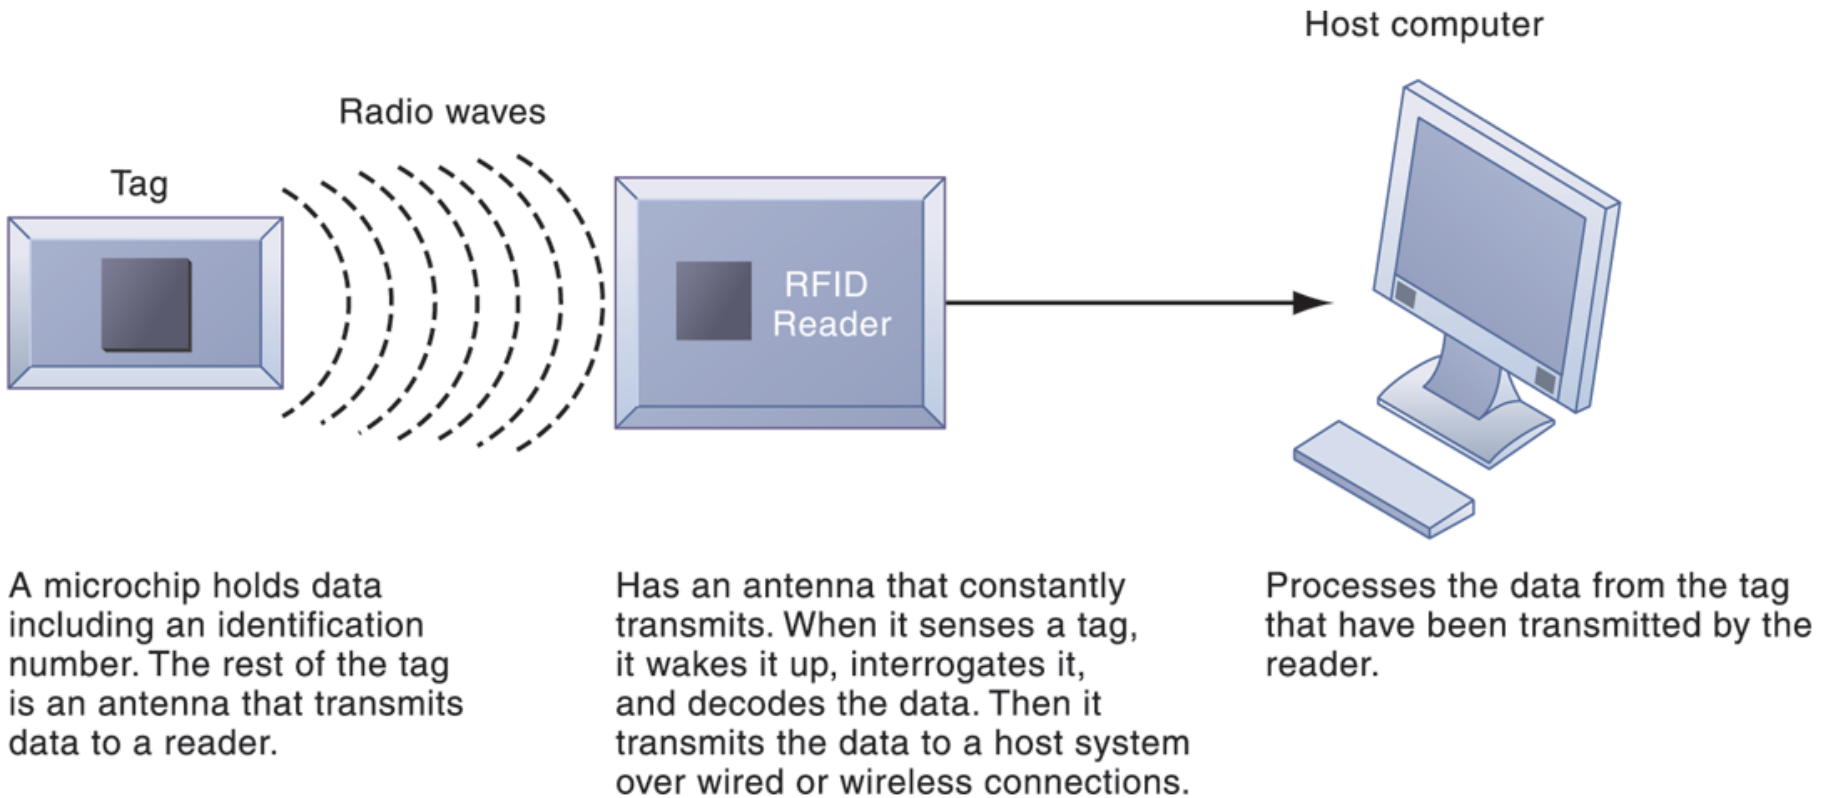 Host computer
Radio waves
Tag
RFID
Reader
A microchip holds data
including an identification
number. The rest of the tag
is an antenna that transmits
data to a reader.
Has an antenna that constantly
transmits. When it senses a tag,
it wakes it up, interrogates it,
and decodes the data. Then it
transmits the data to a host system
over wired or wireless connections.
Processes the data from the tag
that have been transmitted by the
reader.